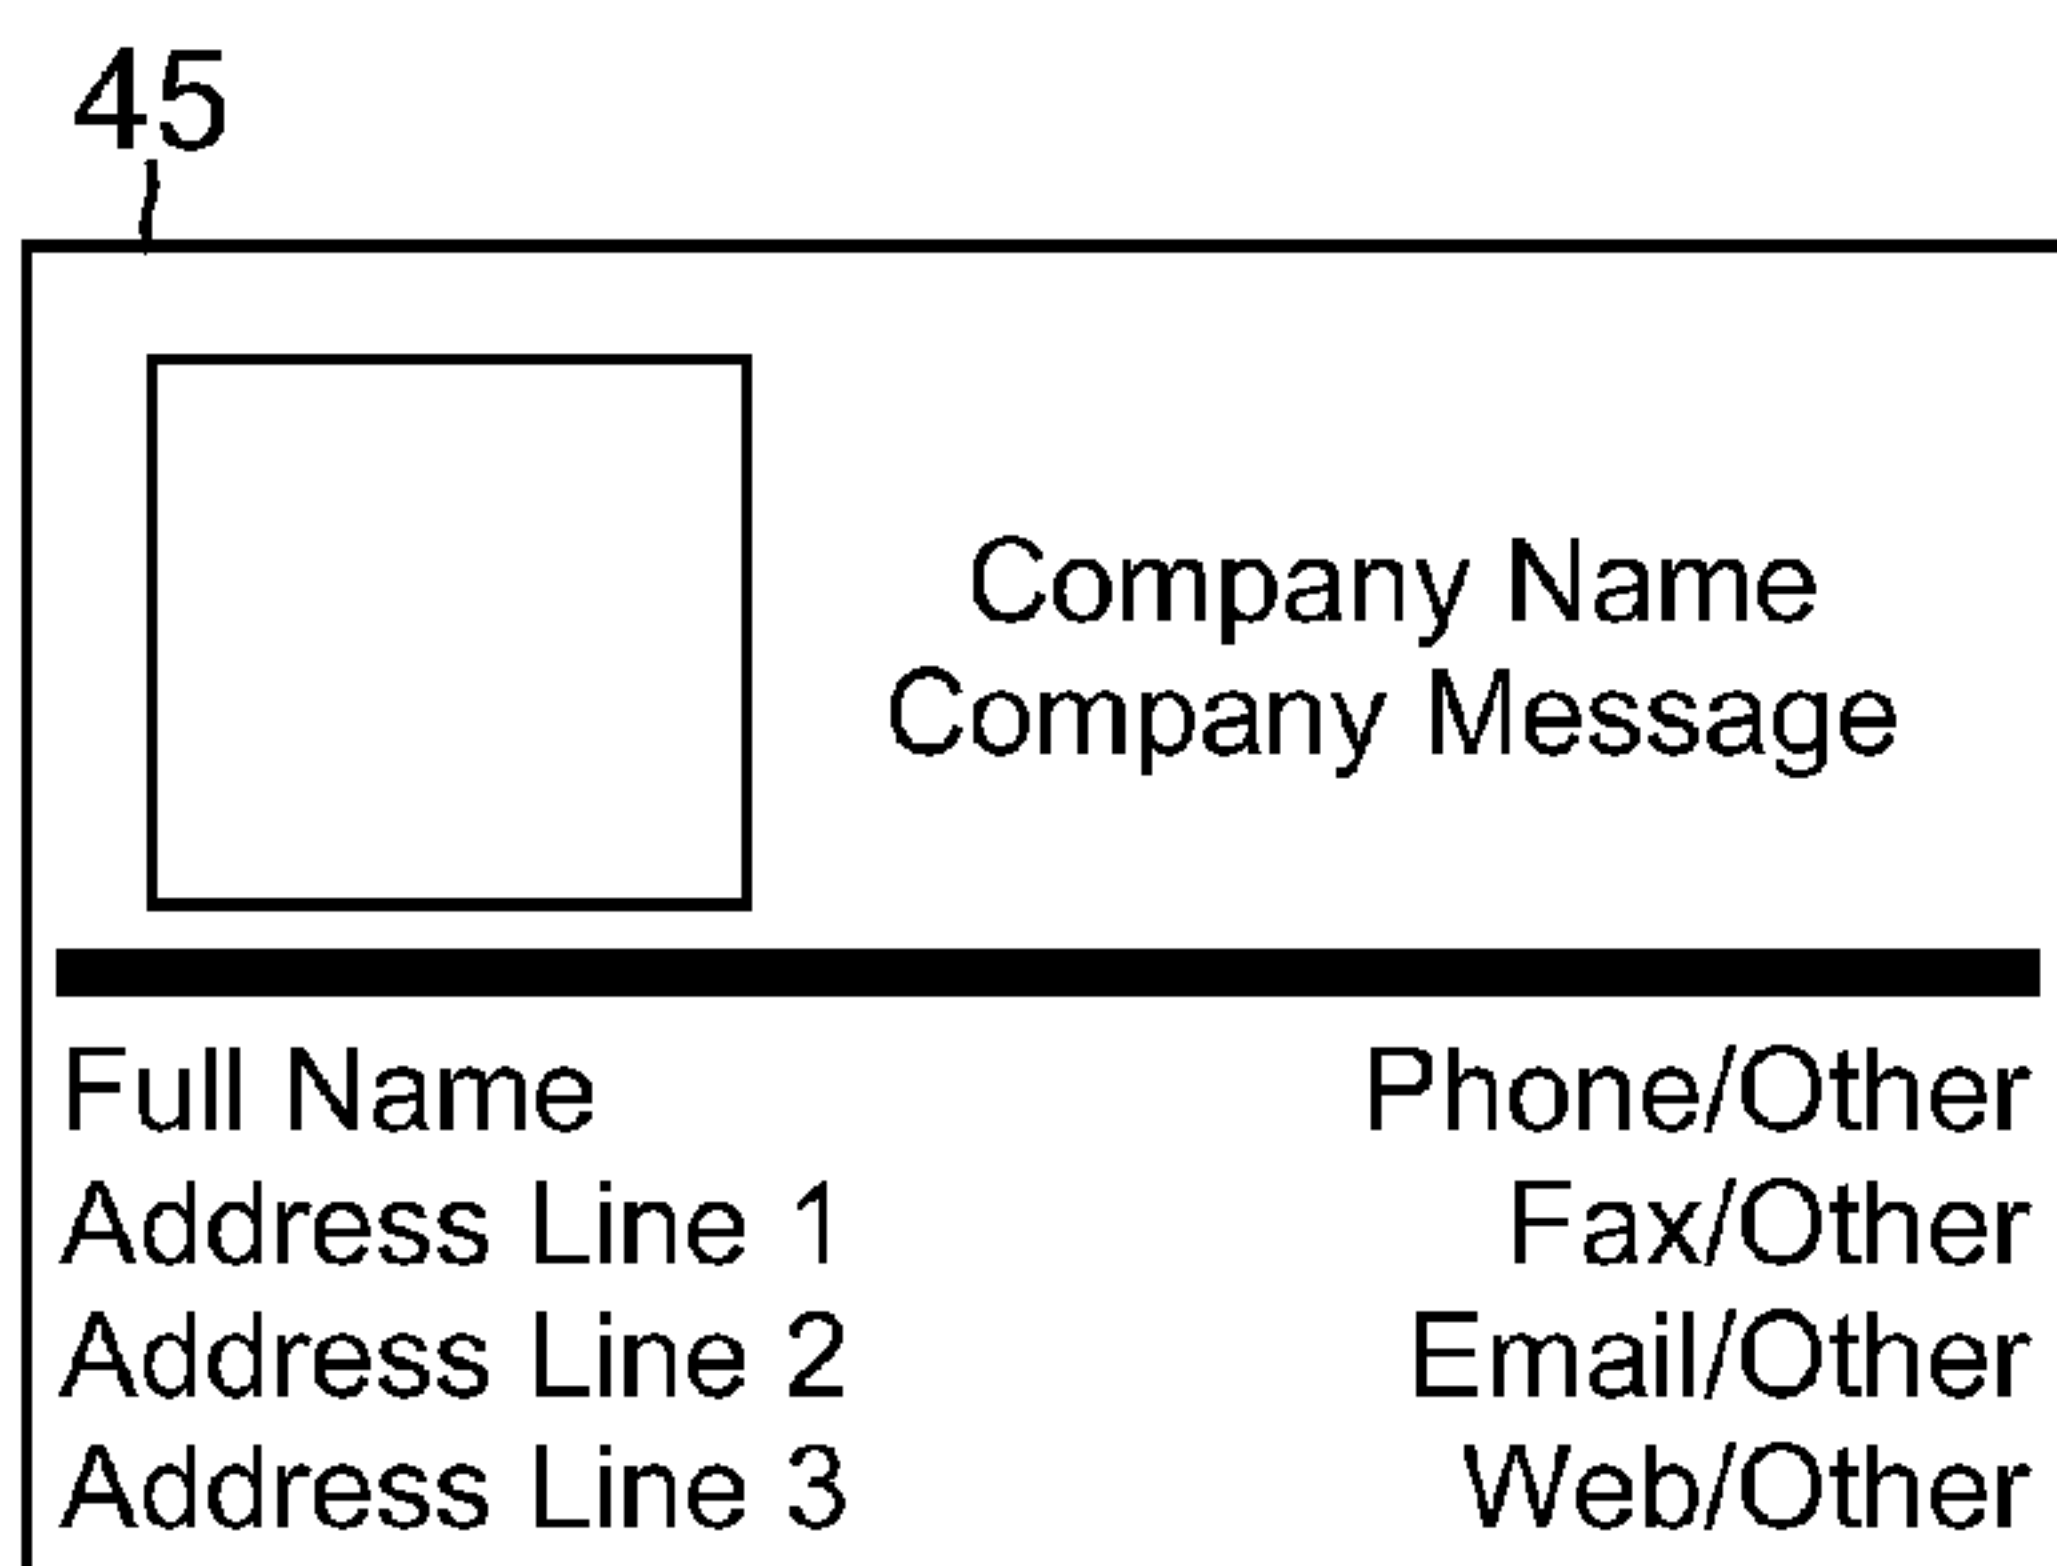 45
Company Name
Company Message
Full Name Phone/Other
Address Line 1 Fax/Other
Address Line 2 Email/Other
Address Line 3 Web/Other